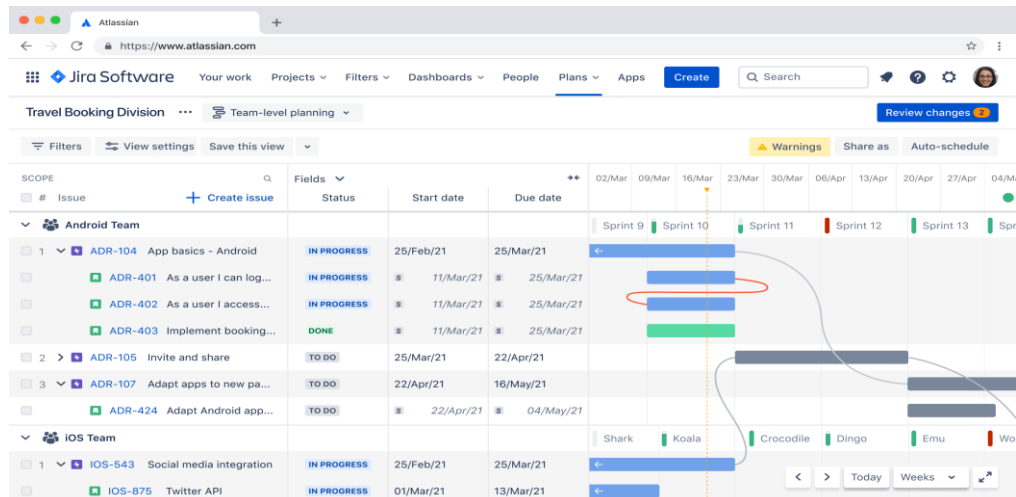 Atlassian
https://www.atlassian.com
Jira Software Your work Projects Filters Dashboards People Plans Apps Create Search
Travel Booking Division Team-level planning Review changes 2
Filters View settings Save this view Warnings Share as Auto-schedule
SCOPE Fields 02/Mar 09/Mar 16/Mar 23/Mar 30/Mar 06/Apr 13/Apr 20/Apr 27/Apr
# Issue Create issue Status Start date Due date
Android Team Sprint 9 Sprint 10 Sprint 11 Sprint 12 Sprint 13
1 ADR-104 App basics - Android IN PROGRESS 25/Feb/21 25/Mar/21
ADR-401 As a user I can log... IN PROGRESS S 11/Mar/21 S 25/Mar/21
ADR-402 As a user I access... IN PROGRESS S 11/Mar/21 S 25/Mar/21
ADR-403 Implement booking... DONE S 11/Mar/21 S 25/Mar/21
2 ADR-105 Invite and share TO DO 25/Mar/21 22/Apr/21
3 ADR-107 Adapt apps to new pa... TO DO 22/Apr/21 16/May/21
ADR-424 Adapt Android app... TO DO S 22/Apr/21 S 04/May/21
iOS Team Shark Koala Crocodile Dingo Emu Wo
1 IOS-543 Social media integration IN PROGRESS 25/Feb/21 25/Mar/21
Today Weeks
IOS-875 Twitter API IN PROGRESS 01/Mar/21 13/Mar/21